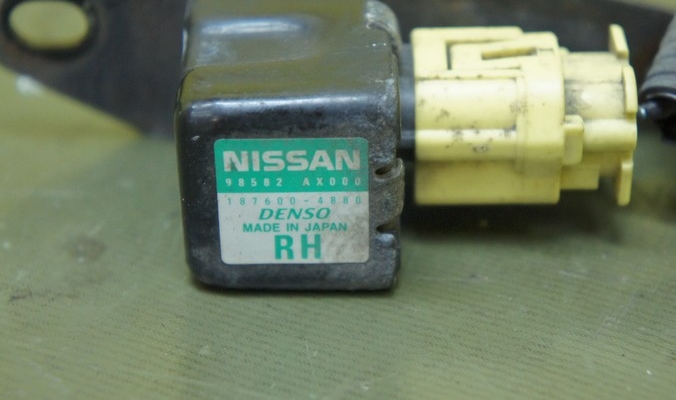 NISSAN
98582 AX000
187600-4880
DENSO
MADE IN JAPAN
RH